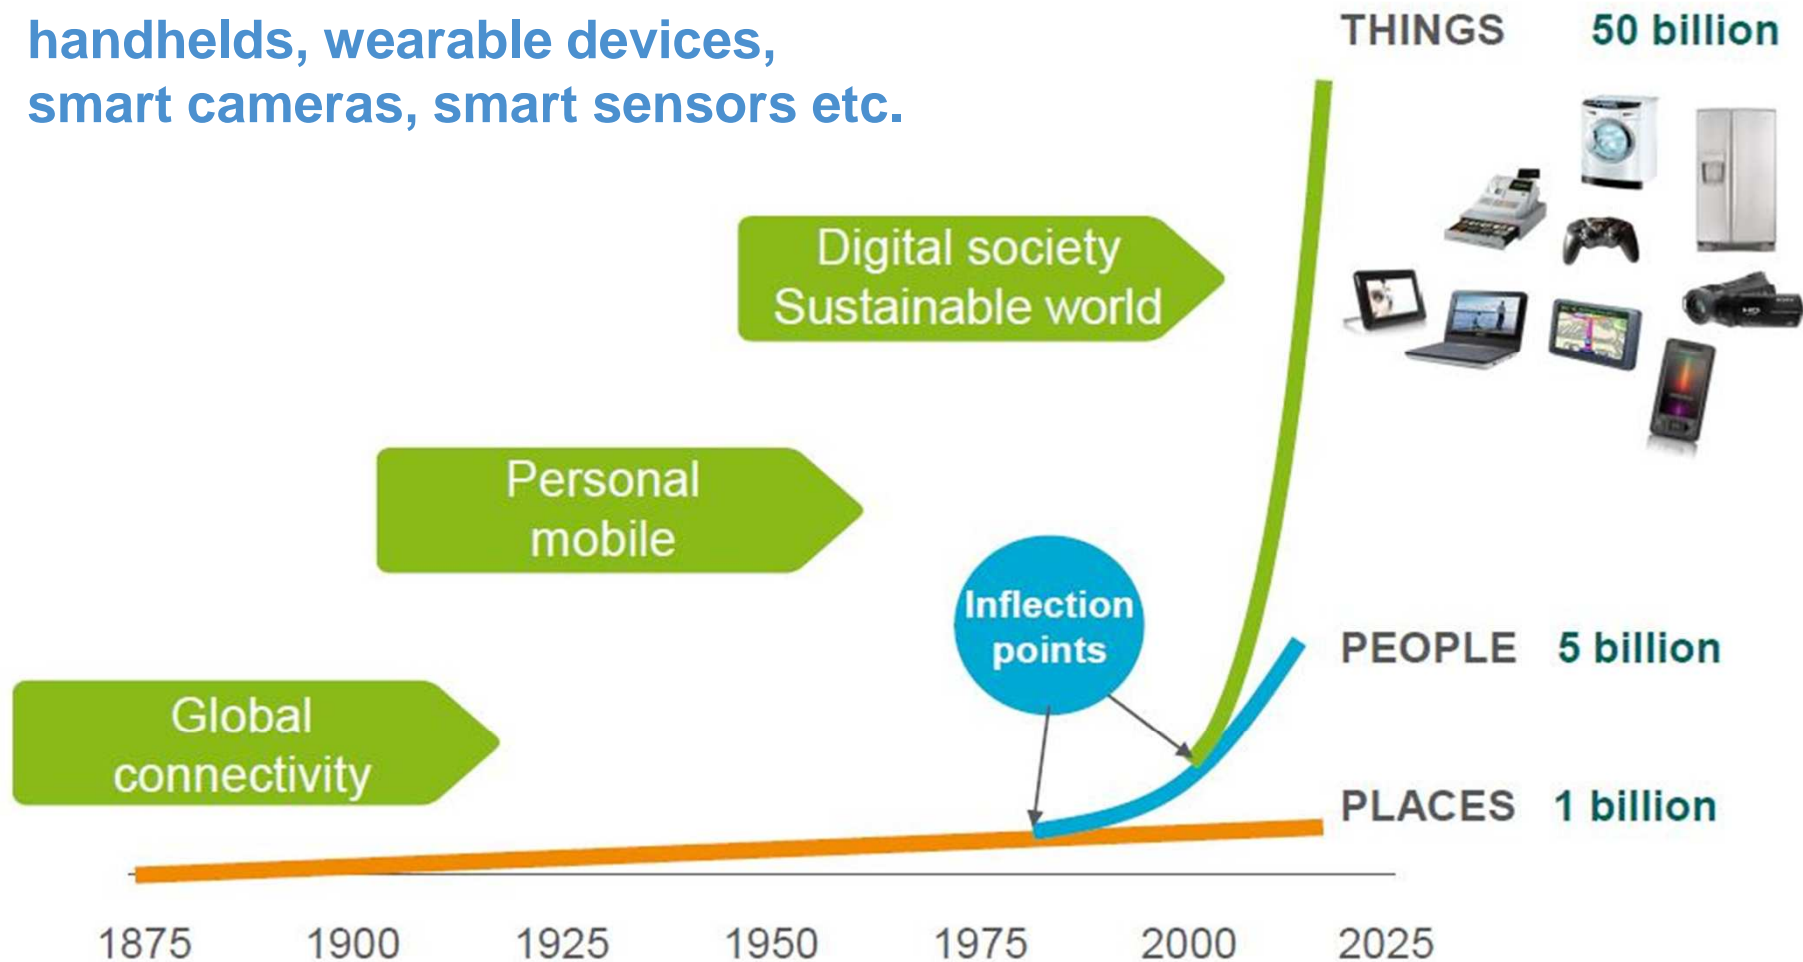 handhelds, wearable devices,
smart cameras, smart sensors etc.
THINGS 50 billion
Digital society
Sustainable world
Personal
mobile
Inflection
points
PEOPLE 5 billion
Global
connectivity
PLACES 1 billion
1875 1900 1925 1950 1975 2000 2025